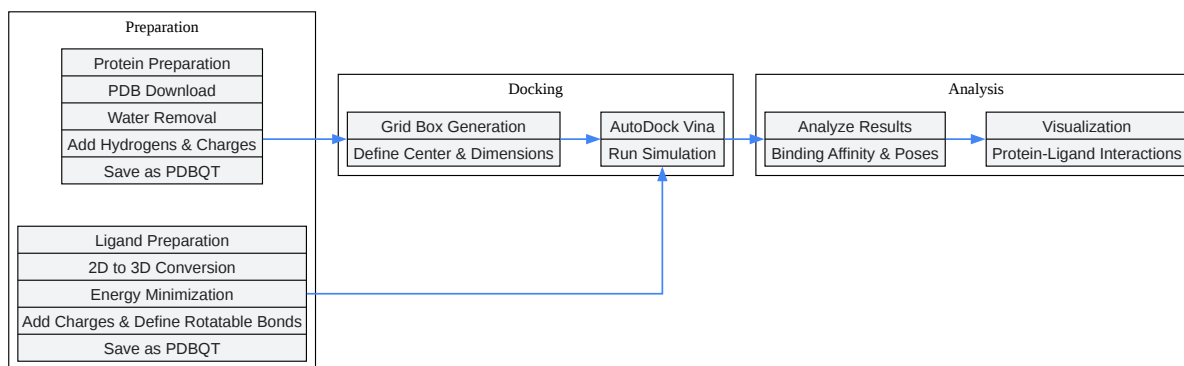 Preparation
Protein Preparation
PDB Download
Water Removal
Add Hydrogens & Charges
Save as PDBQT
Ligand Preparation
2D to 3D Conversion
Energy Minimization
Add Charges & Define Rotatable Bonds
Save as PDBQT
Docking
Grid Box Generation
Define Center & Dimensions
AutoDock Vina
Run Simulation
Analysis
Analyze Results
Binding Affinity & Poses
Visualization
Protein-Ligand Interactions